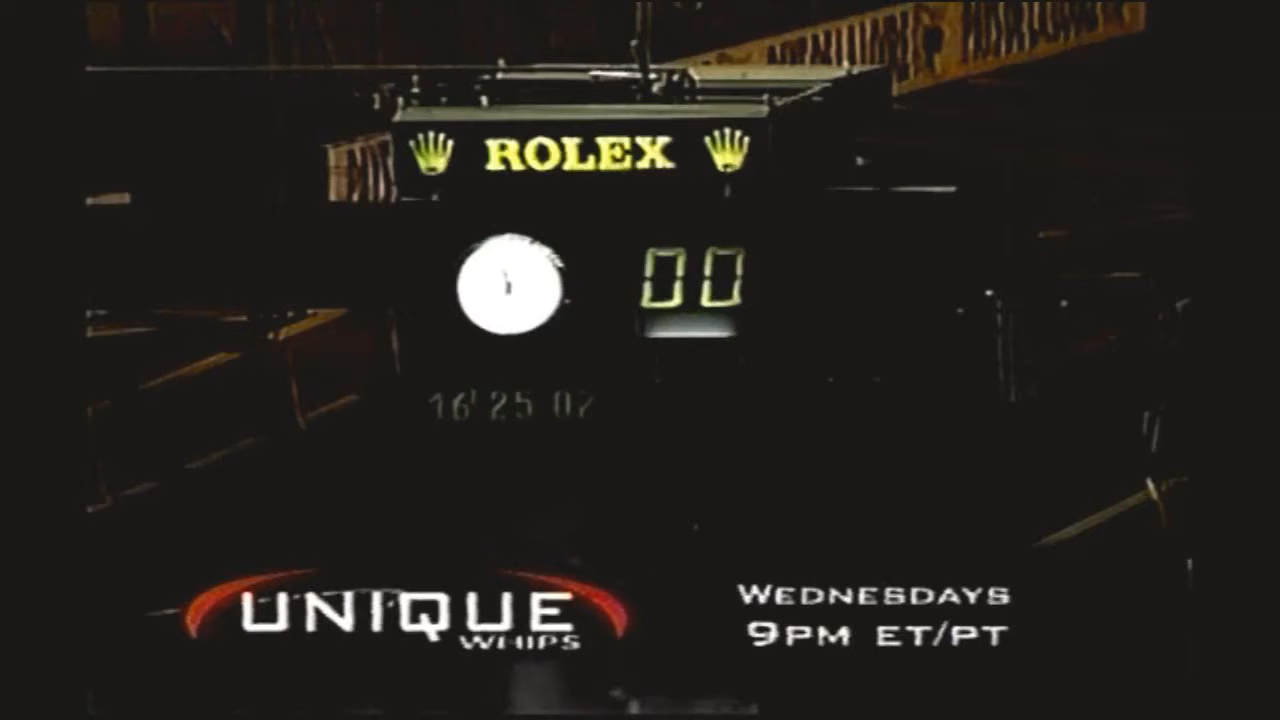 ROLEX
00
16' 25 02
UNIQUE
WHIPS
WEDNESDAYS
9PM ET/PT